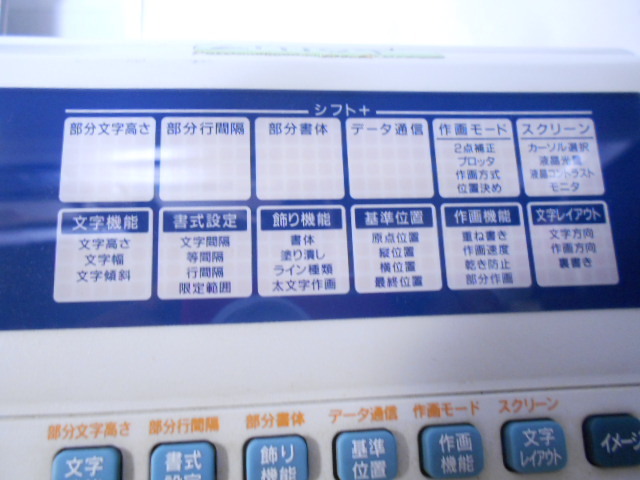 シフト+
部分文字高さ 部分行間隔 部分書体 データ通信 作画モード スクリーン
2点補正 カーソル選択
プロッタ
作画方式 液晶コントラスト
位置決め モニタ
文字機能 書式設定 飾り機能 基準位置 作画機能 文字レイアウト
文字高さ 文字間隔 書体 原点位置 重ね書き 文字方向
文字幅 等間隔 塗り潰し 縦位置 作画速度 作画方向
文字傾斜 行間隔 ライン種類 横位置 乾き防止 裏書き
限定範囲 太文字作画 最終位置 部分作画
部分文字高さ 部分行間隔 部分書体 データ通信 作画モード スクリーン
文字 書式 飾り 基準 作画 文字 イメージ
位置 機能 レイアウト